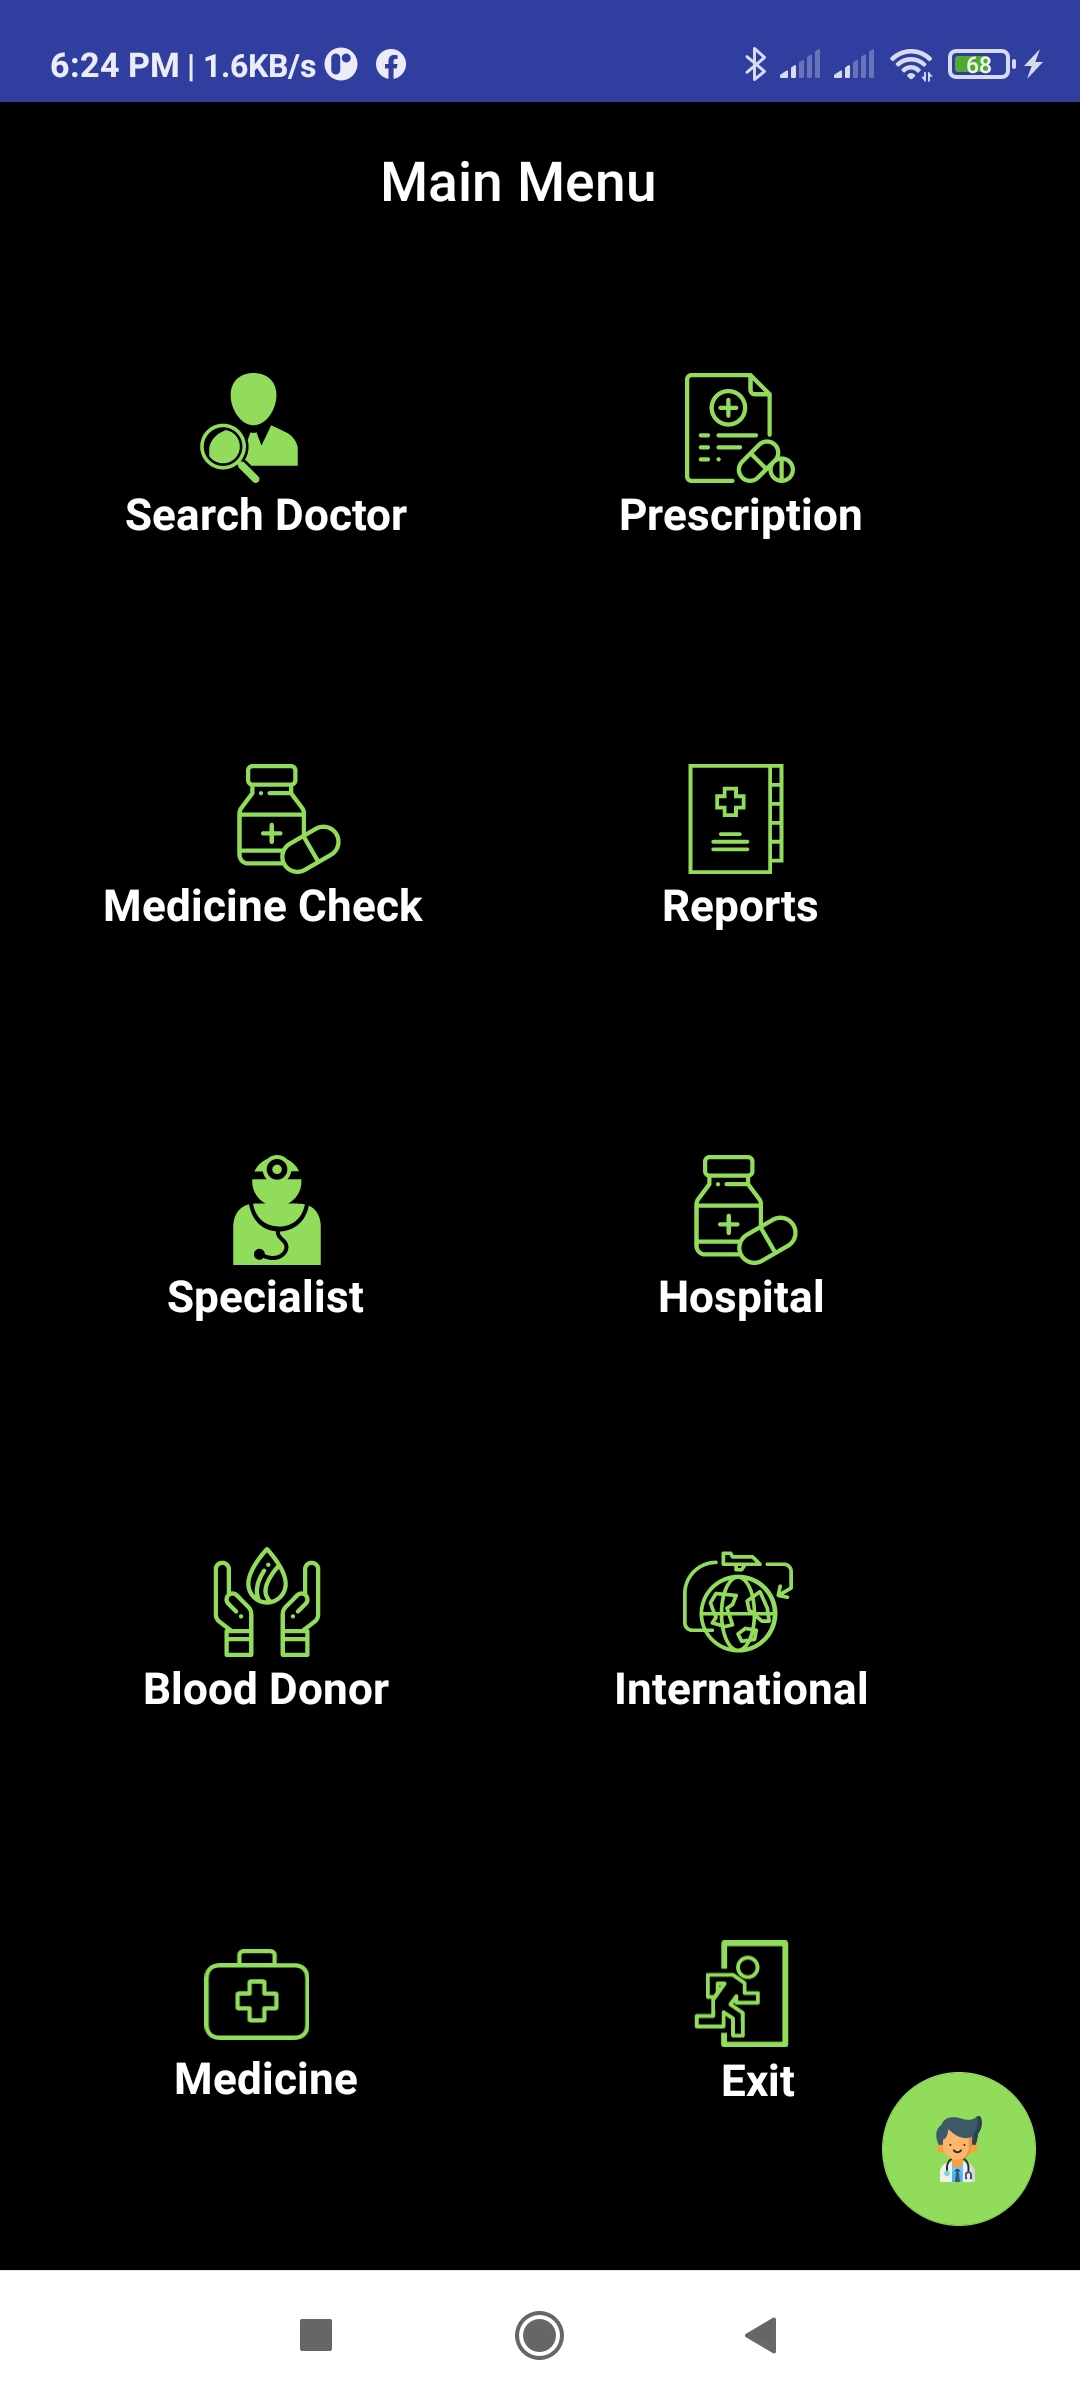 6:24 PM | 1.6KB/s
68
Main Menu
Search Doctor
Prescription
Medicine Check
Reports
Specialist
Hospital
Blood Donor
International
Medicine
Exit